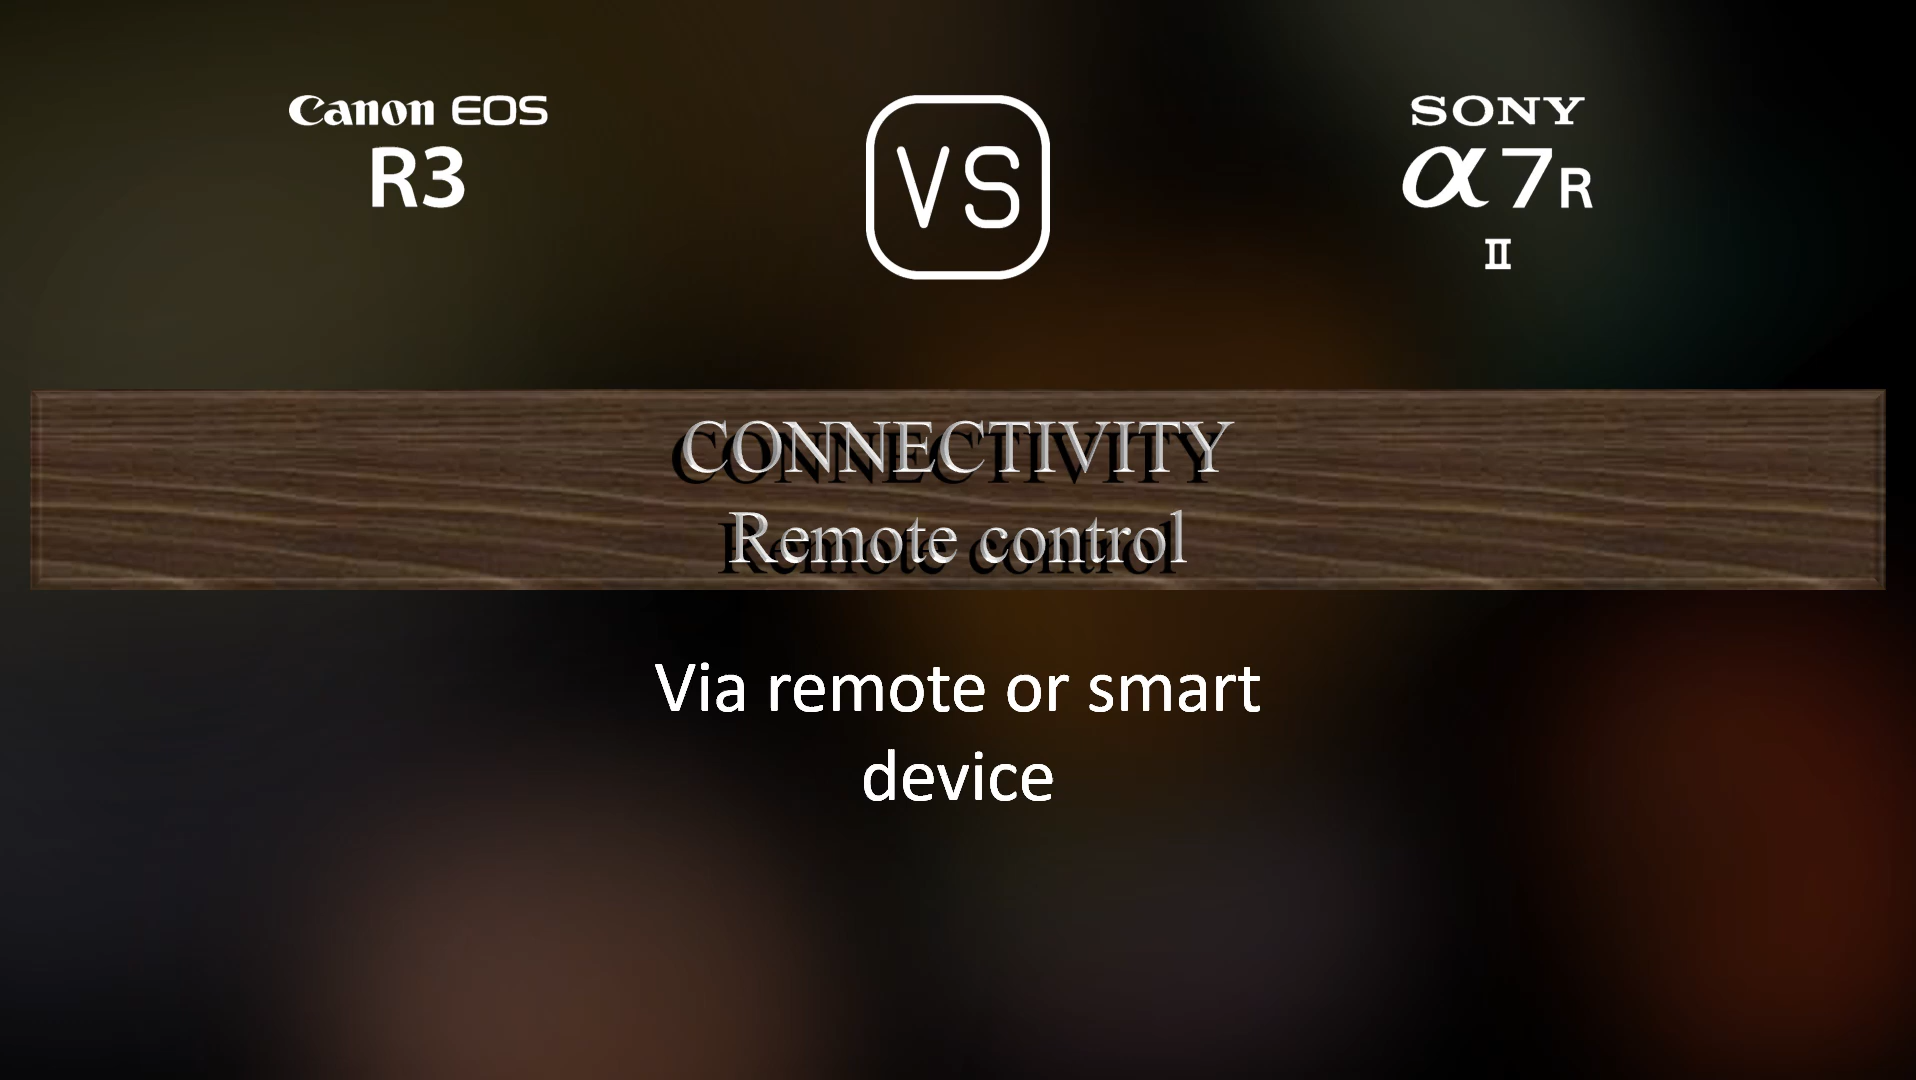 Canon EOS
R3
VS
SONY
α7R
II
CONNECTIVITY
Remote control
Via remote or smart
device